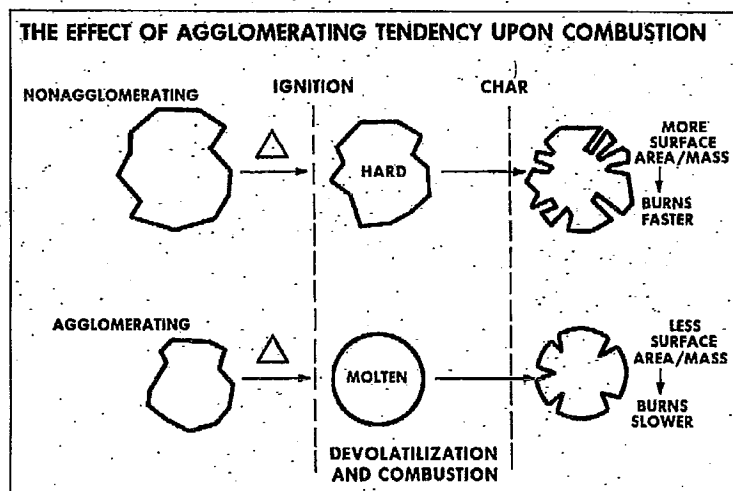 THE EFFECT OF AGGLOMERATING TENDENCY UPON COMBUSTION
IGNITION
CHAR
NONAGGLOMERATING
HARD
MORE
SURFACE
AREA/MASS
BURNS
FASTER
AGGLOMERATING
MOLTEN
LESS
SURFACE
AREA/MASS
BURNS
SLOWER
DEVOLATILIZATION
AND COMBUSTION